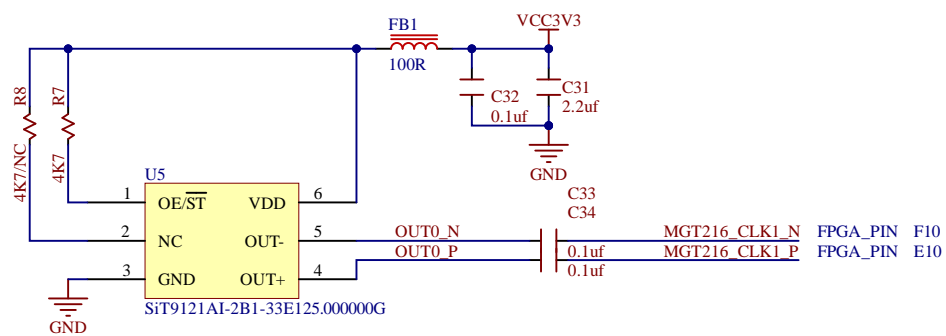 VCC3V3
FB1
100R
R8
R7
C32
0.1uf
C31
2.2uf
4K7/NC
4K7
GND
U5
1 OE/ST VDD 6
2 NC OUT- 5
3 GND OUT+ 4
C33
C34
OUT0_N
0.1uf
MGT216_CLK1_N FPGA_PIN F10
OUT0_P
0.1uf
MGT216_CLK1_P FPGA_PIN E10
SiT9121AI-2B1-33E125.000000G
GND